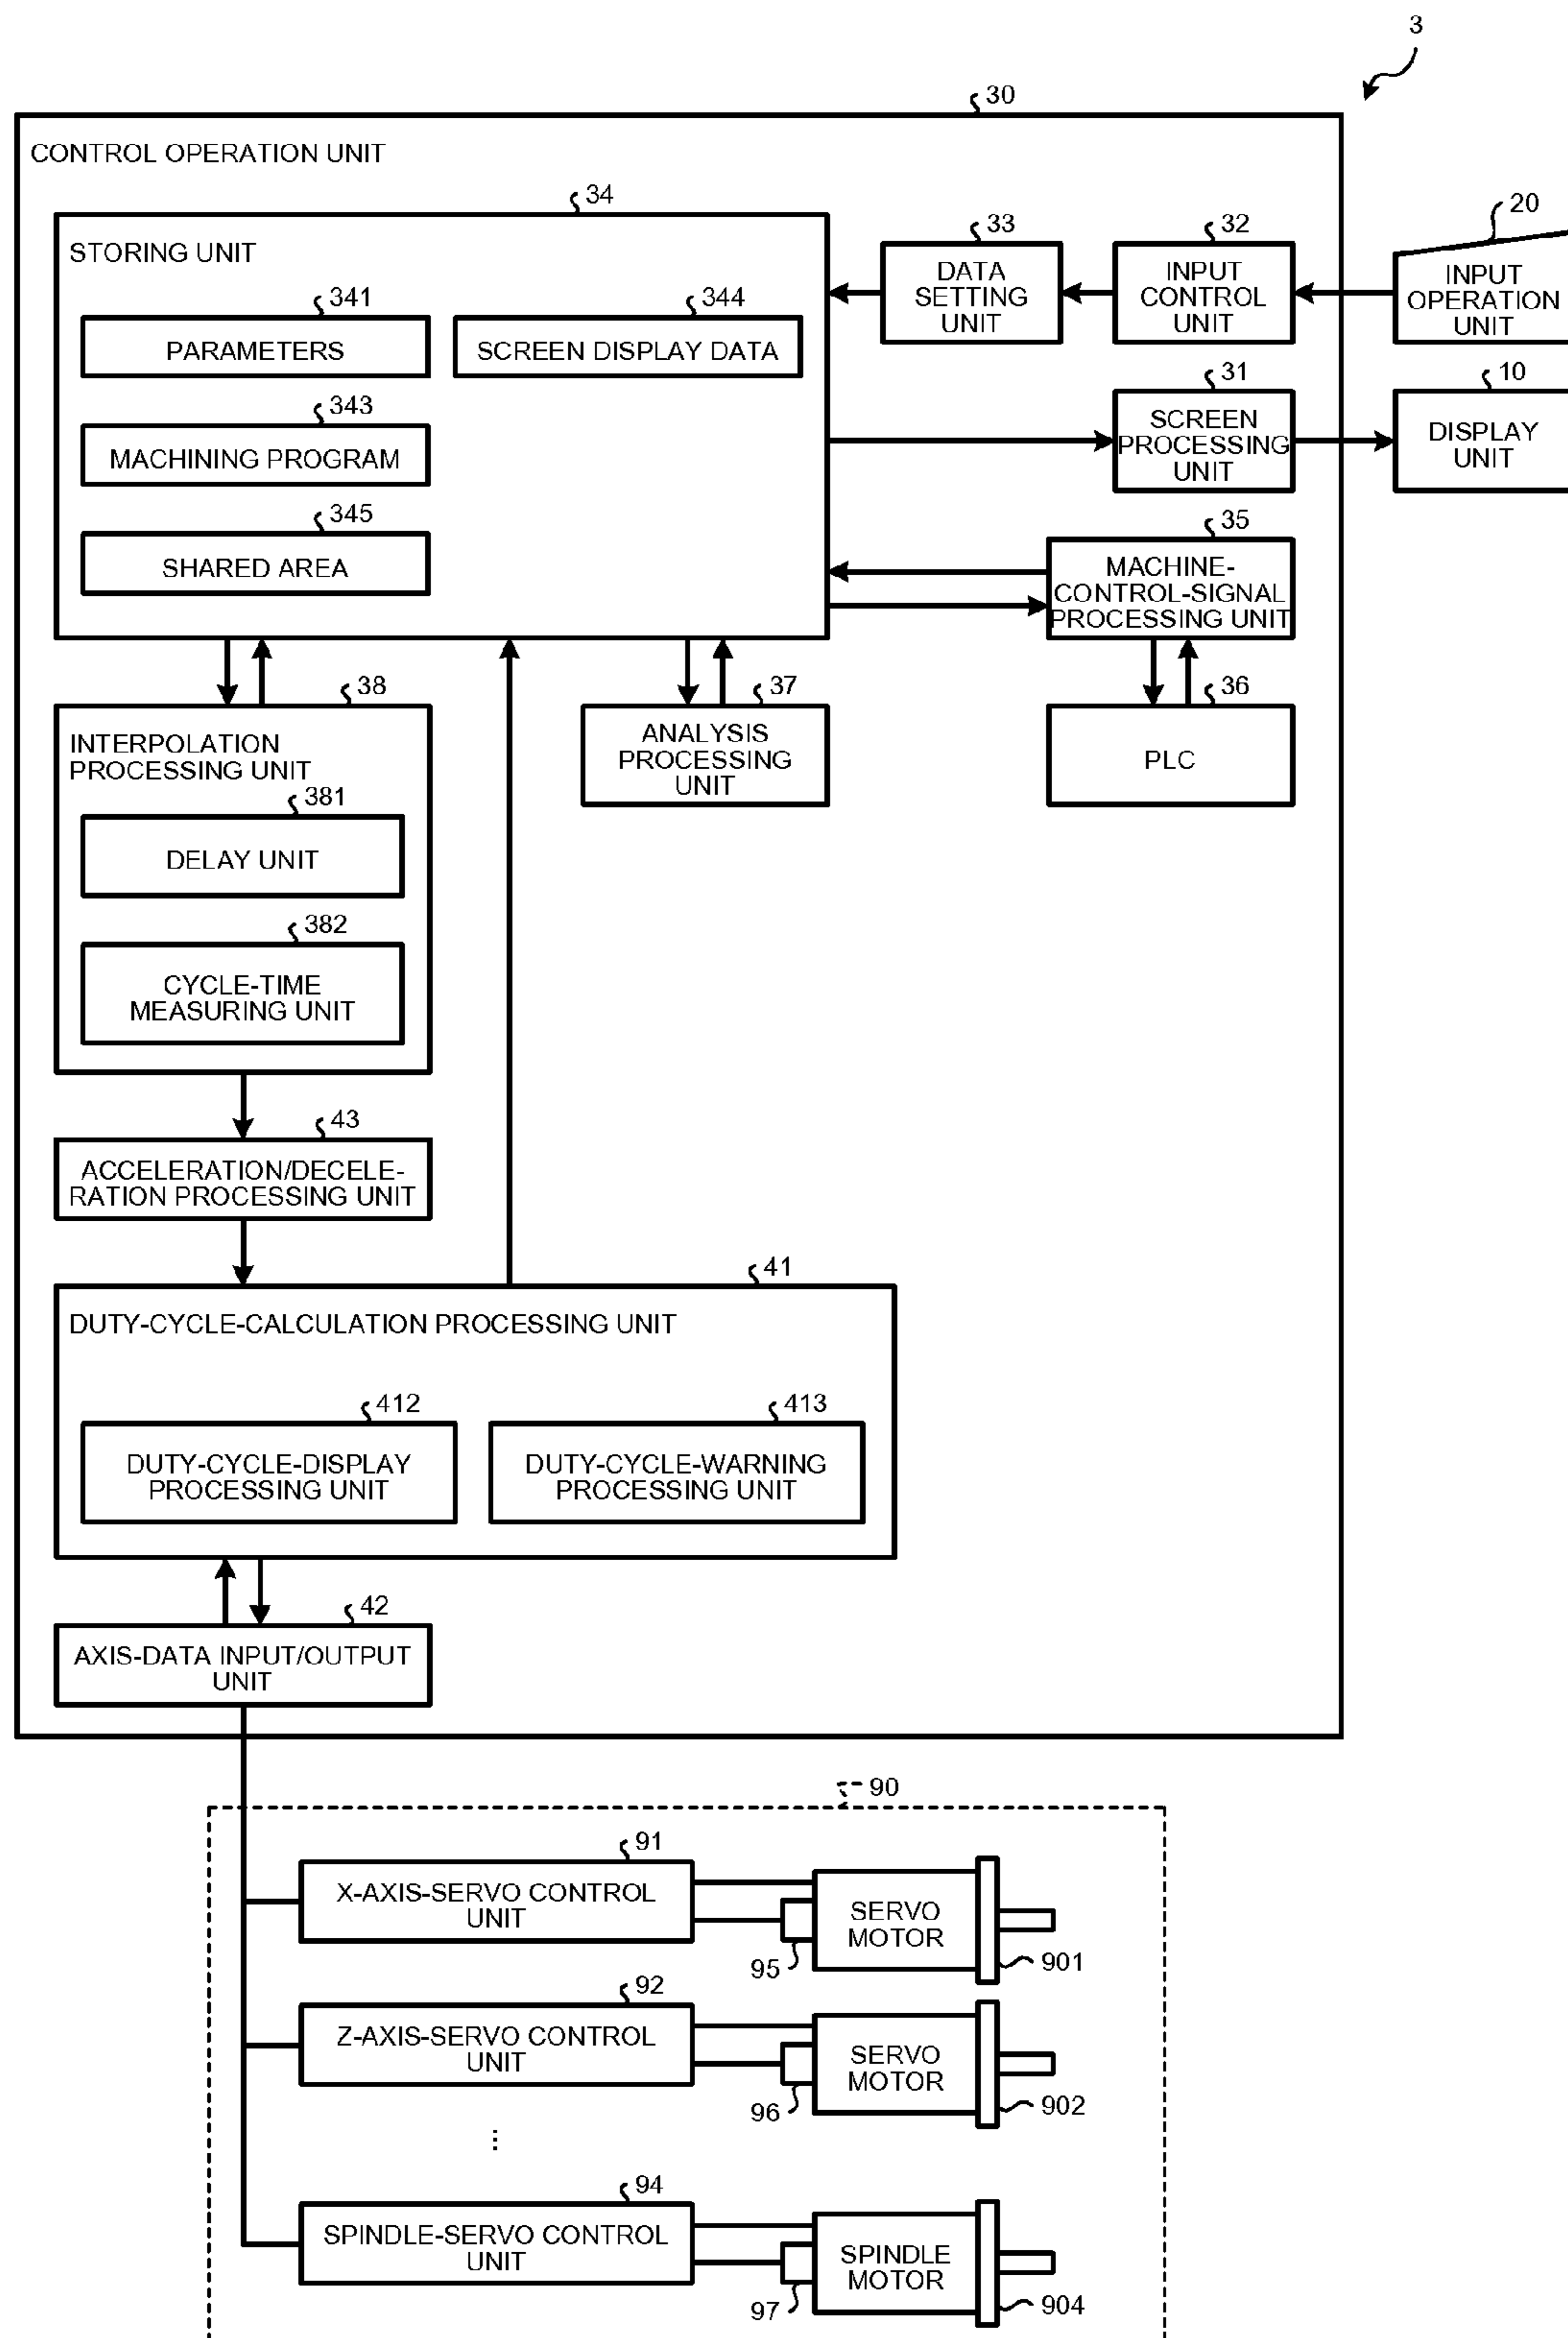 3
30
CONTROL OPERATION UNIT
34
STORING UNIT
341
PARAMETERS
344
SCREEN DISPLAY DATA
343
MACHINING PROGRAM
345
SHARED AREA
33
DATA
SETTING
UNIT
32
INPUT
CONTROL
UNIT
20
INPUT
OPERATION
UNIT
31
SCREEN
PROCESSING
UNIT
10
DISPLAY
UNIT
35
MACHINE-
CONTROL-SIGNAL
PROCESSING UNIT
38
INTERPOLATION
PROCESSING UNIT
381
DELAY UNIT
382
CYCLE-TIME
MEASURING UNIT
37
ANALYSIS
PROCESSING
UNIT
36
PLC
43
ACCELERATION/DECELE-
RATION PROCESSING UNIT
41
DUTY-CYCLE-CALCULATION PROCESSING UNIT
412
DUTY-CYCLE-DISPLAY
PROCESSING UNIT
413
DUTY-CYCLE-WARNING
PROCESSING UNIT
42
AXIS-DATA INPUT/OUTPUT
UNIT
90
91
X-AXIS-SERVO CONTROL
UNIT
SERVO
MOTOR
95
901
92
Z-AXIS-SERVO CONTROL
UNIT
SERVO
MOTOR
96
902
⋮
94
SPINDLE-SERVO CONTROL
UNIT
SPINDLE
MOTOR
97
904